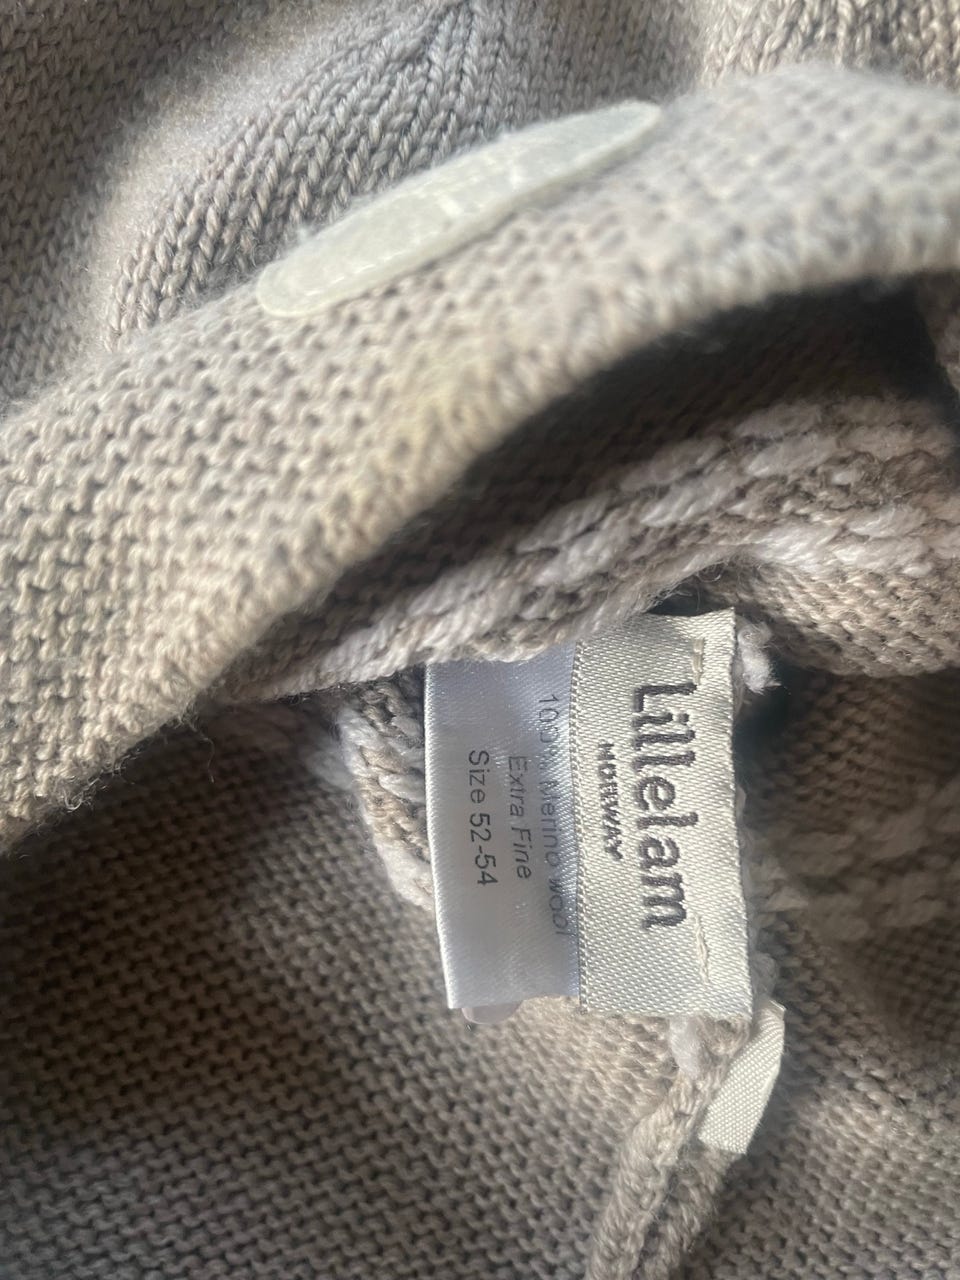 Lillelam
NORWAY
100% Merino wool
Extra Fine
Size 52-54